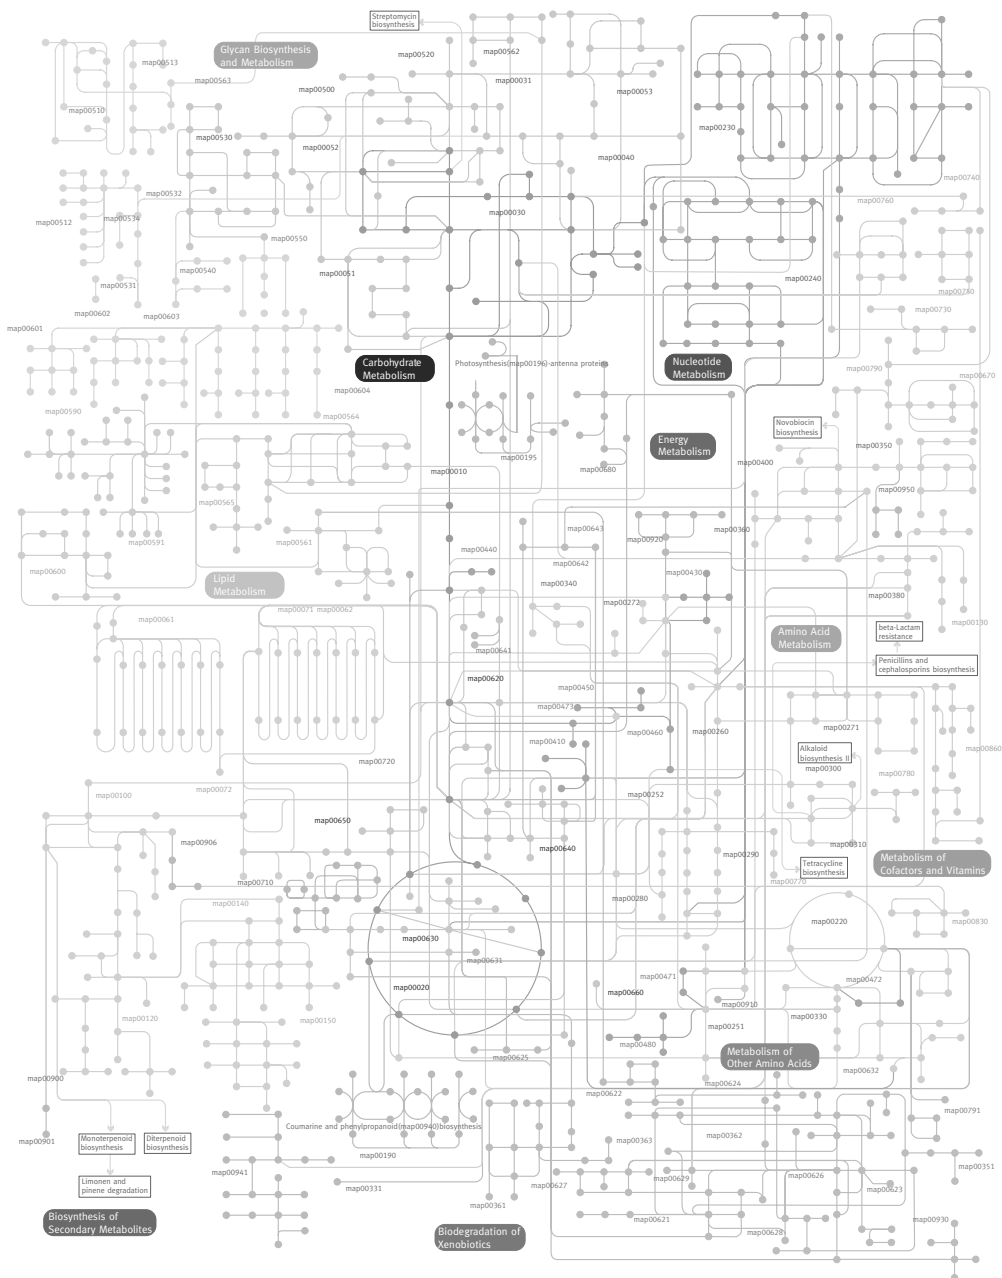 Streptomycin
biosynthesis
Glycan Biosynthesis
and Metabolism
map00513
map00520
map00562
map00563
map00031
map00500
map00053
map00510
map00530
map00230
map00052
map00040
map00740
map00532
map00760
map00512
map00534
map00030
map00550
map00540
map00051
map00240
map00531
map00780
map00602
map00603
map00730
map00601
Carbohydrate
Metabolism
Photosynthesis(map00196)-antenna proteins
Nucleotide
Metabolism
map00790
map00670
map00604
map00590
map00564
Novobiocin
biosynthesis
Energy
Metabolism
map00350
map00195
map00010
map00680
map00400
map00950
map00565
map00643
map00360
map00591
map00561
map00920
map00440
map00642
map00600
map00430
Lipid
Metabolism
map00340
map00380
map00272
map00071
map00062
map00061
map00130
beta-Lactam
resistance
Amino Acid
Metabolism
map00641
Penicillins and
cephalosporins biosynthesis
map00620
map00450
map00473
map00271
map00460
map00260
map00410
map00860
Alkaloid
biosynthesis II
map00300
map00720
map00780
map00072
map00100
map00252
map00650
map00906
map00310
map00640
map00290
Metabolism of
Cofactors and Vitamins
Tetracycline
biosynthesis
map00710
map00770
map00140
map00280
map00220
map00830
map00630
map00631
map00471
map00472
map00020
map00660
map00910
map00120
map00150
map00330
map00251
map00480
Metabolism of
Other Amino Acids
map00625
map00632
map00900
map00624
map00622
map00791
Coumarine and phenylpropanoid(map00940)biosynthesis
map00901
Monoterpenoid
biosynthesis
Diterpenoid
biosynthesis
map00363
map00362
map00190
map00941
Limonen and
pinene degradation
map00351
map00331
map00627
map00629
map00626
map00623
map00361
Biosynthesis of
Secondary Metabolites
map00621
map00930
Biodegradation of
Xenobiotics
map00628